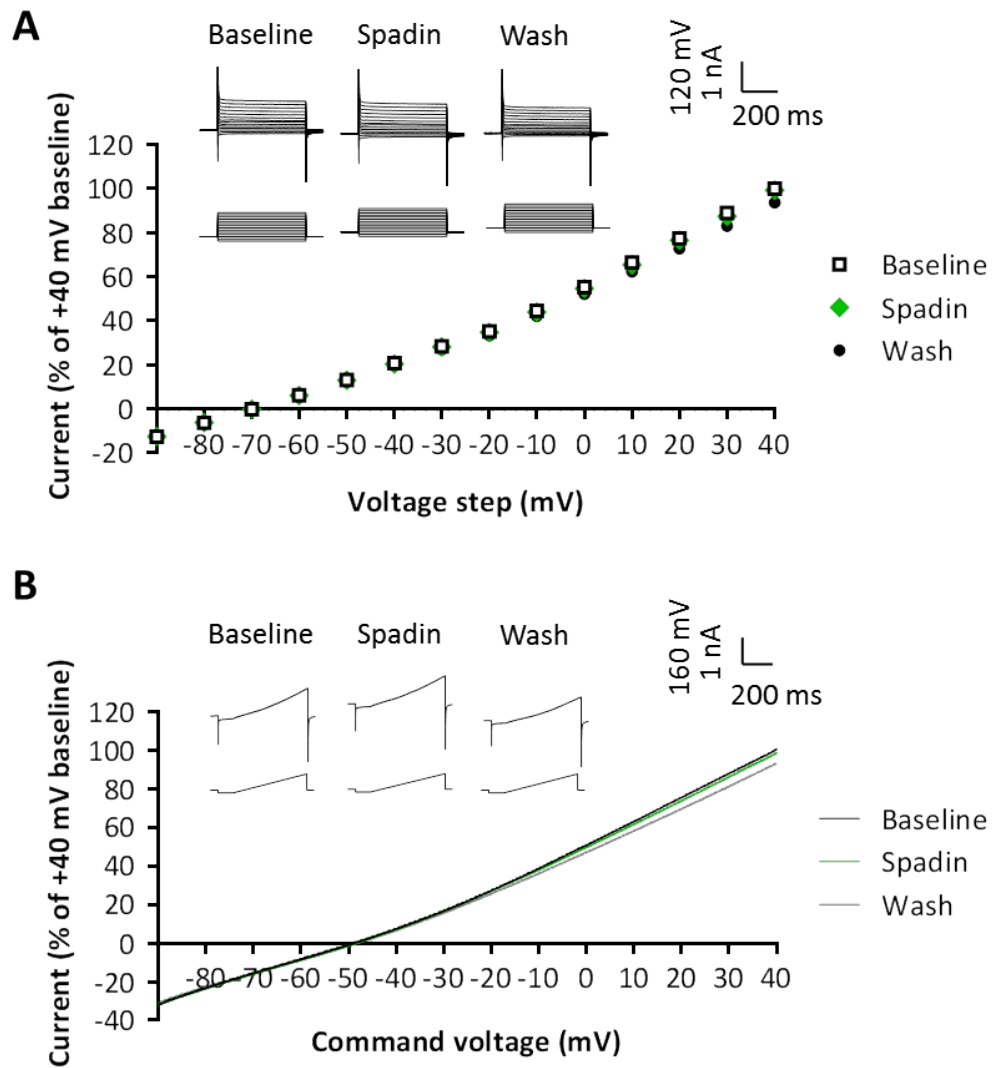 A
Baseline Spadin Wash
120 mV
1 nA
200 ms
Current (% of +40 mV baseline)
120
100
80
60
40
20
0
-20
-80 -70 -60 -50 -40 -30 -20 -10 0 10 20 30 40
Voltage step (mV)
Baseline
Spadin
Wash
B
Baseline Spadin Wash
160 mV
1 nA
200 ms
Current (% of +40 mV baseline)
120
100
80
60
40
20
0
-20
-40
-80 -70 -60 -50 -40 -30 -20 -10 0 10 20 30 40
Command voltage (mV)
Baseline
Spadin
Wash